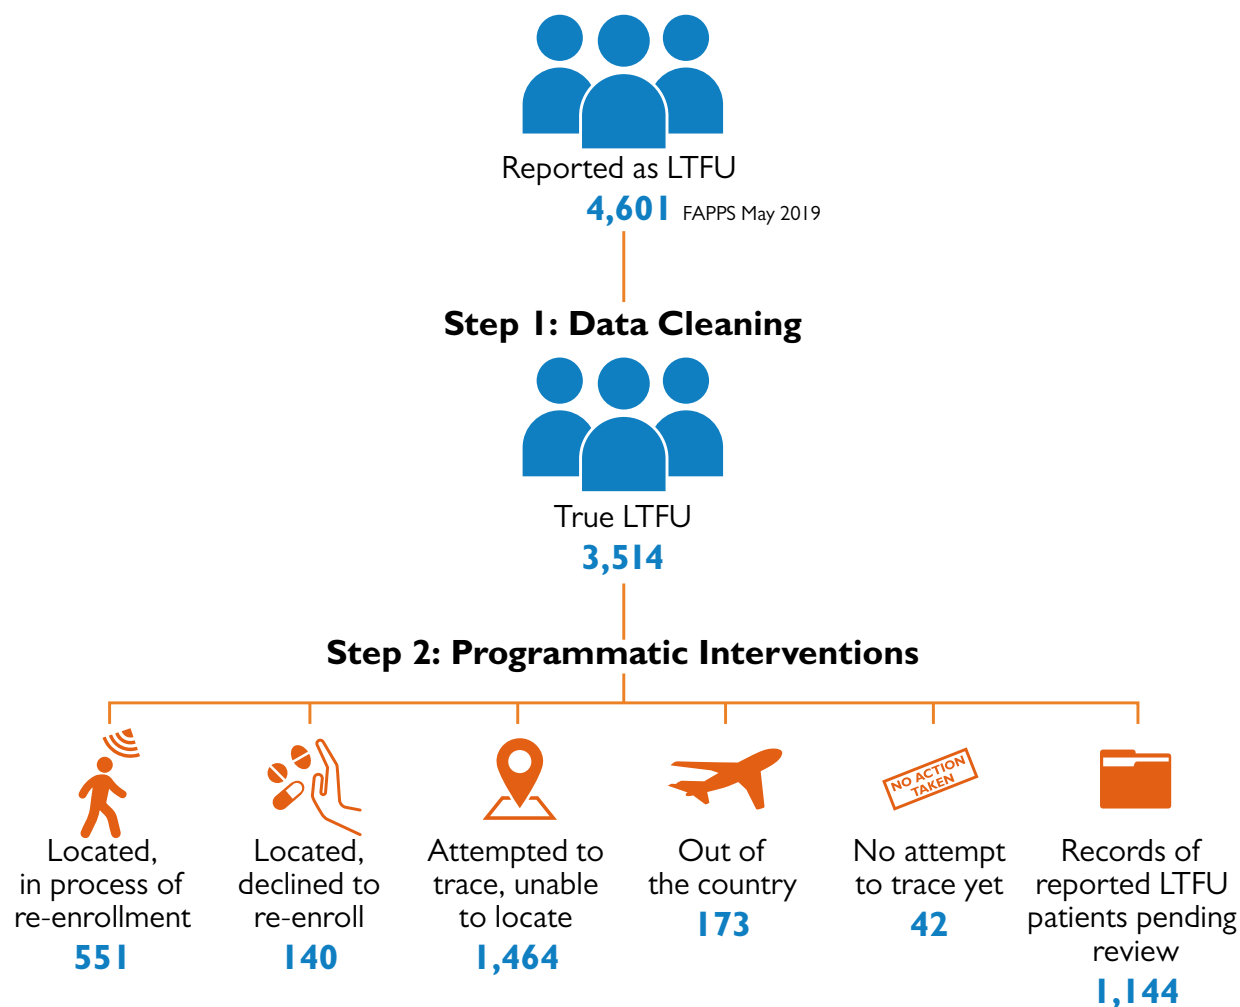 Reported as LTFU
4,601 FAPPS May 2019
Step 1: Data Cleaning
True LTFU
3,514
Step 2: Programmatic Interventions
NO ACTION
TAKEN
Located,
in process of
re-enrollment
551
Located,
declined to
re-enroll
140
Attempted to
trace, unable
to locate
1,464
Out of
the country
173
No attempt
to trace yet
42
Records of
reported LTFU
patients pending
review
1,144